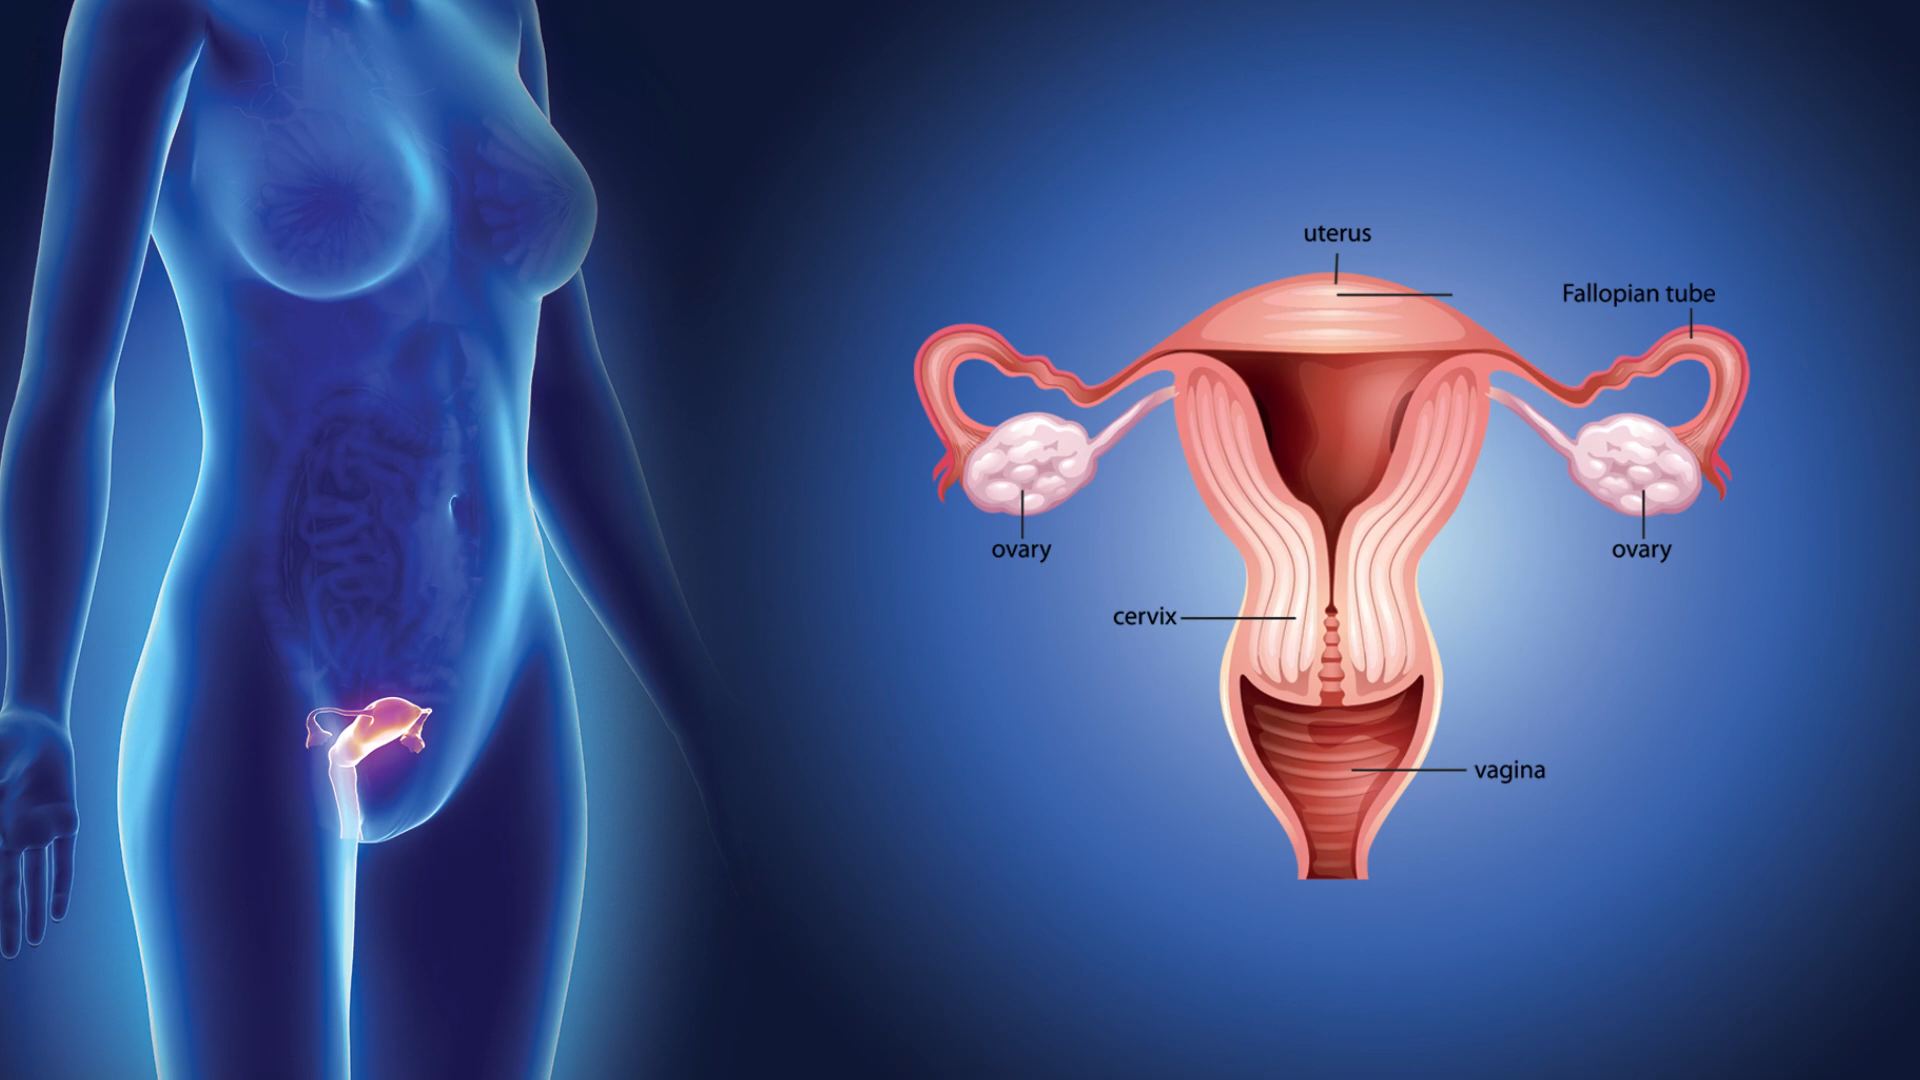 uterus
Fallopian tube
ovary
ovary
cervix
vagina